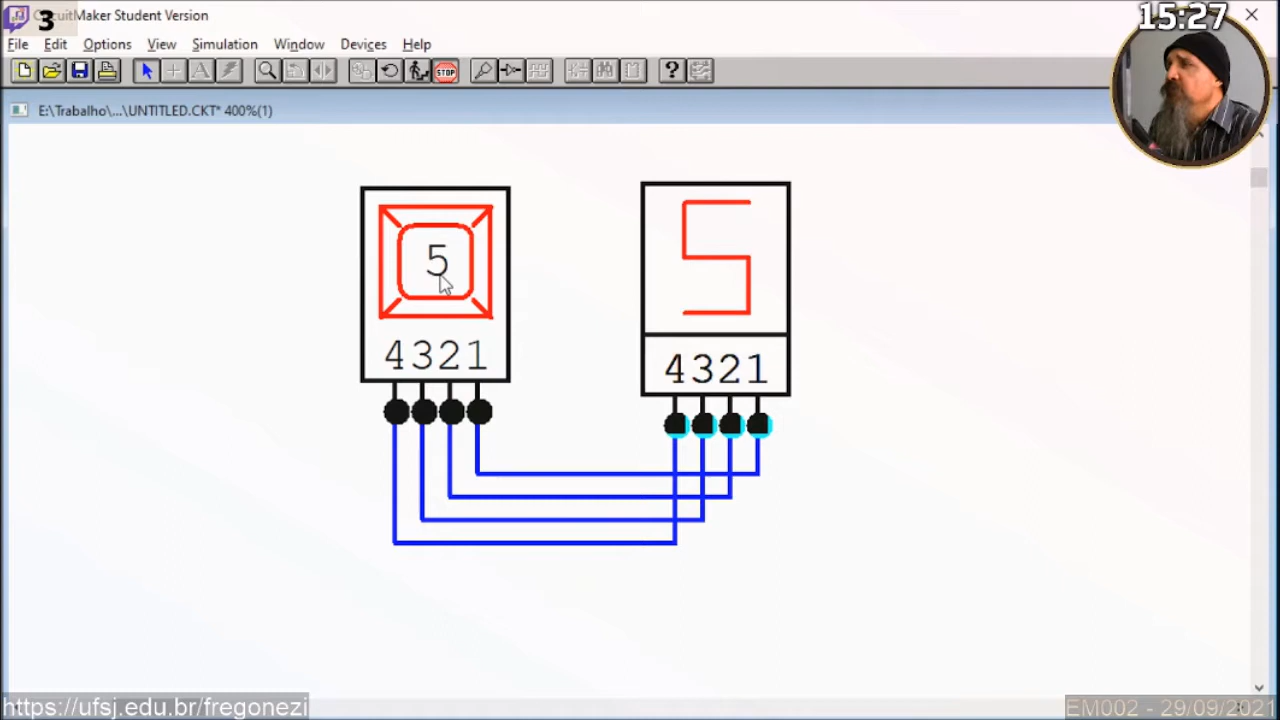 3
CircuitMaker Student Version
15:27
File Edit Options View Simulation Window Devices Help
STOP
E:\Trabalho\...\UNTITLED.CKT* 400%(1)
5
5
4321
4321
https://ufsj.edu.br/fregonezi
EM002 - 29/09/2021